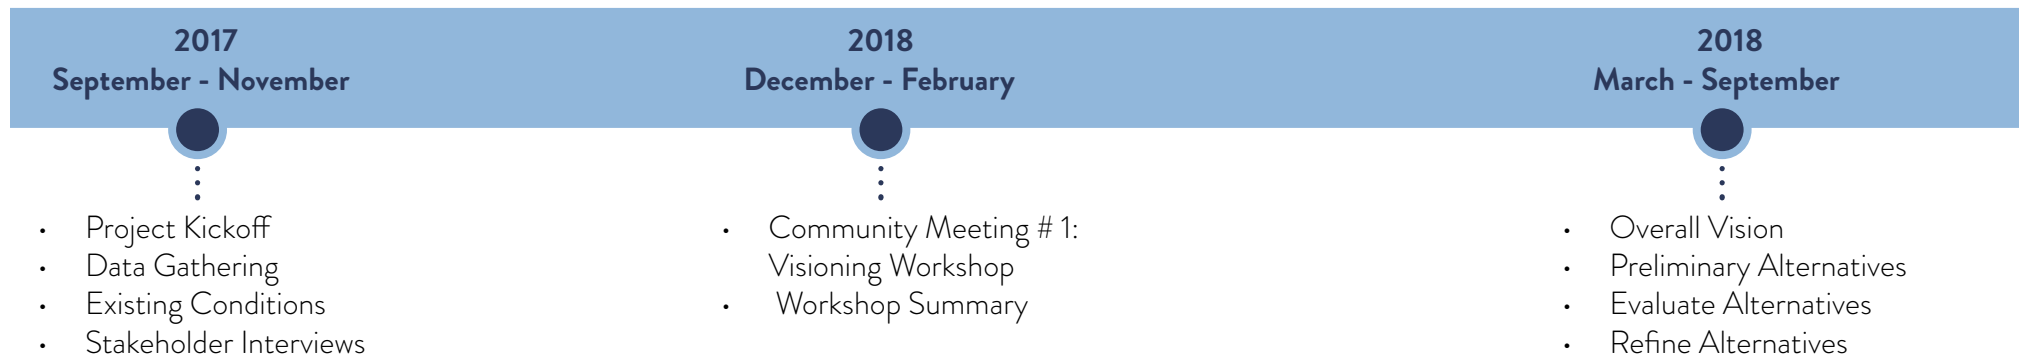 2017
September - November
• Project Kickoff
• Data Gathering
• Existing Conditions
• Stakeholder Interviews
2018
December - February
• Community Meeting # 1:
Visioning Workshop
• Workshop Summary
2018
March - September
• Overall Vision
• Preliminary Alternatives
• Evaluate Alternatives
• Refine Alternatives